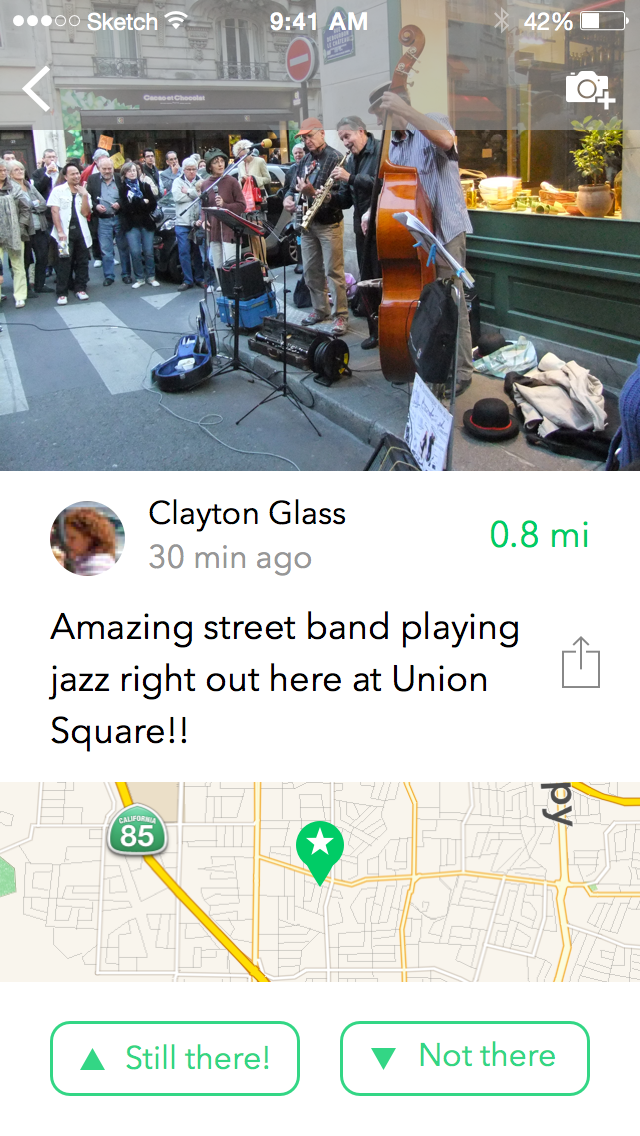 Sketch
9:41 AM
42%
Cacao et Chocolat
Clayton Glass
30 min ago
0.8 mi
Amazing street band playing
jazz right out here at Union
Square!!
CALIFORNIA
85
py
Still there!
Not there